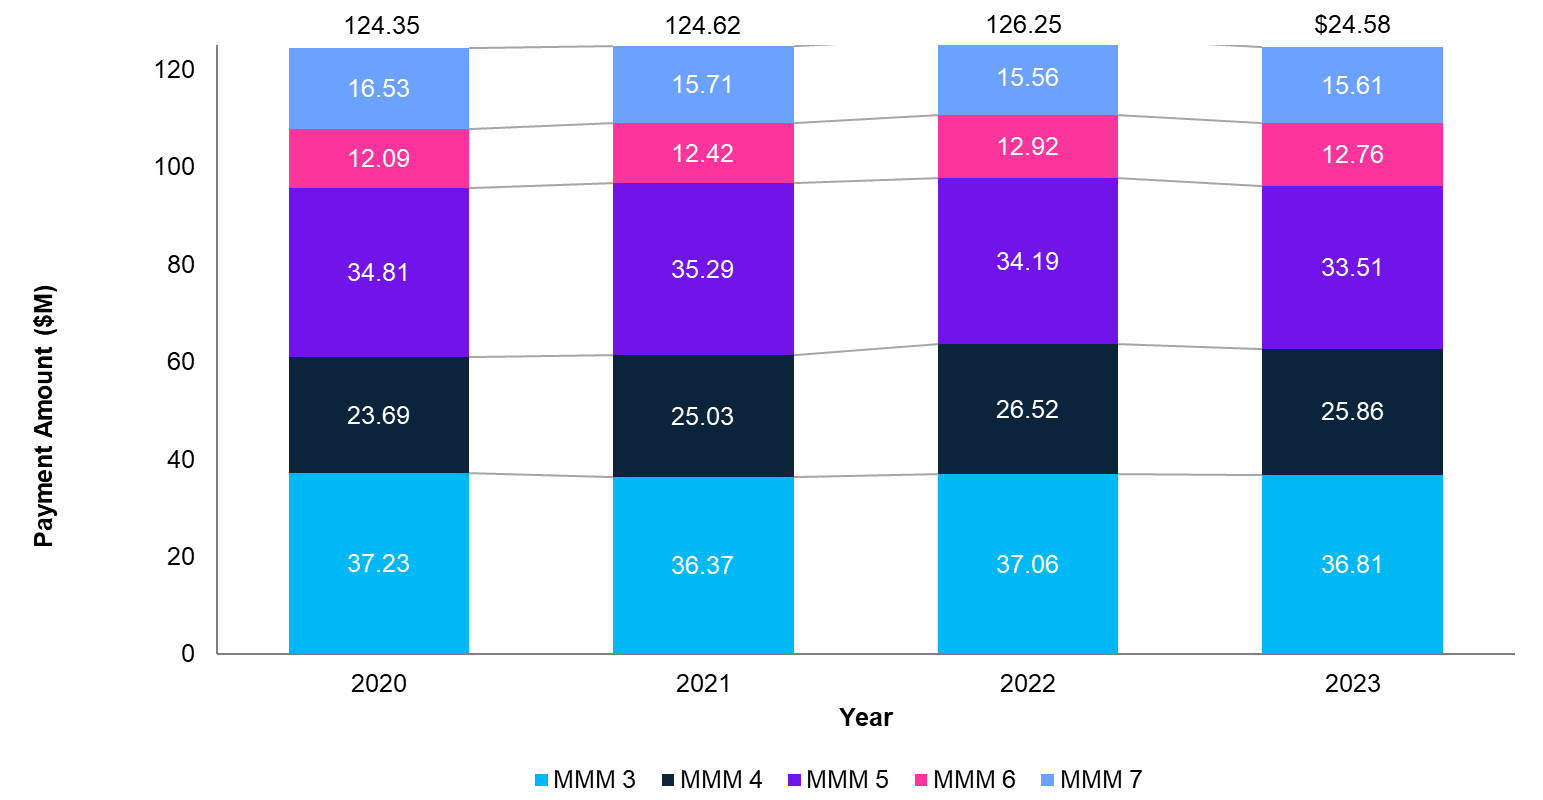 124.35 124.62 126.25 $24.58
120
100
80
60
40
20
0
Payment Amount ($M)
16.53 15.71 15.56 15.61
12.09 12.42 12.92 12.76
34.81 35.29 34.19 33.51
23.69 25.03 26.52 25.86
37.23 36.37 37.06 36.81
2020 2021 2022 2023
Year
MMM 3 MMM 4 MMM 5 MMM 6 MMM 7